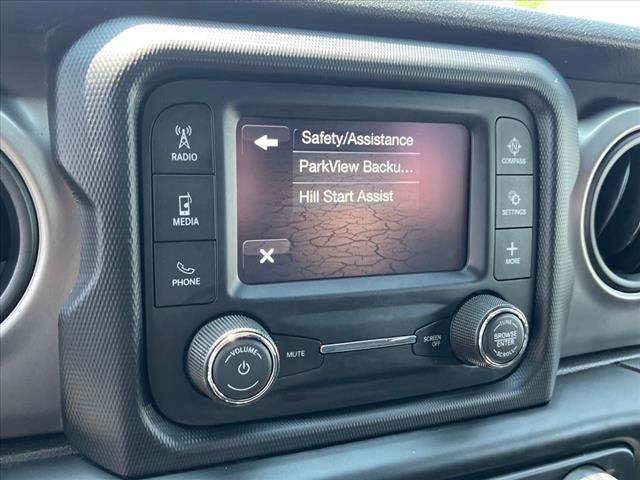 Safety/Assistance
ParkView Backu...
Hill Start Assist
RADIO
MEDIA
PHONE
N
COMPASS
SETTINGS
MORE
VOLUME
MUTE
SCREEN
OFF
TUNE
BROWSE
ENTER
SCROLL